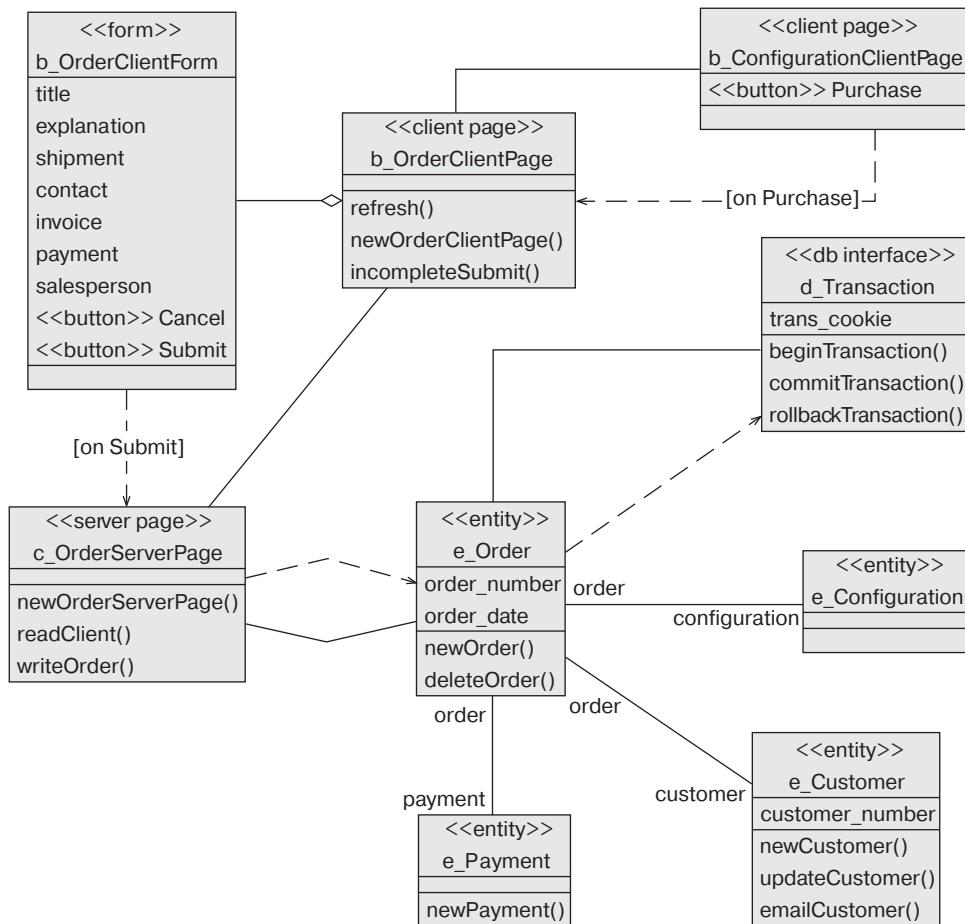 <<form>>
b_OrderClientForm
title
explanation
shipment
contact
invoice
payment
salesperson
<<button>> Cancel
<<button>> Submit
<<client page>>
b_OrderClientPage
refresh()
newOrderClientPage()
incompleteSubmit()
<<client page>>
b_ConfigurationClientPage
<<button>> Purchase
[on Purchase]
<<db interface>>
d_Transaction
trans_cookie
beginTransaction()
commitTransaction()
rollbackTransaction()
[on Submit]
<<server page>>
c_OrderServerPage
newOrderServerPage()
readClient()
writeOrder()
<<entity>>
e_Order
order_number
order_date
newOrder()
deleteOrder()
order
configuration
<<entity>>
e_Configuration
order
order
payment
customer
<<entity>>
e_Payment
newPayment()
<<entity>>
e_Customer
customer_number
newCustomer()
updateCustomer()
emailCustomer()